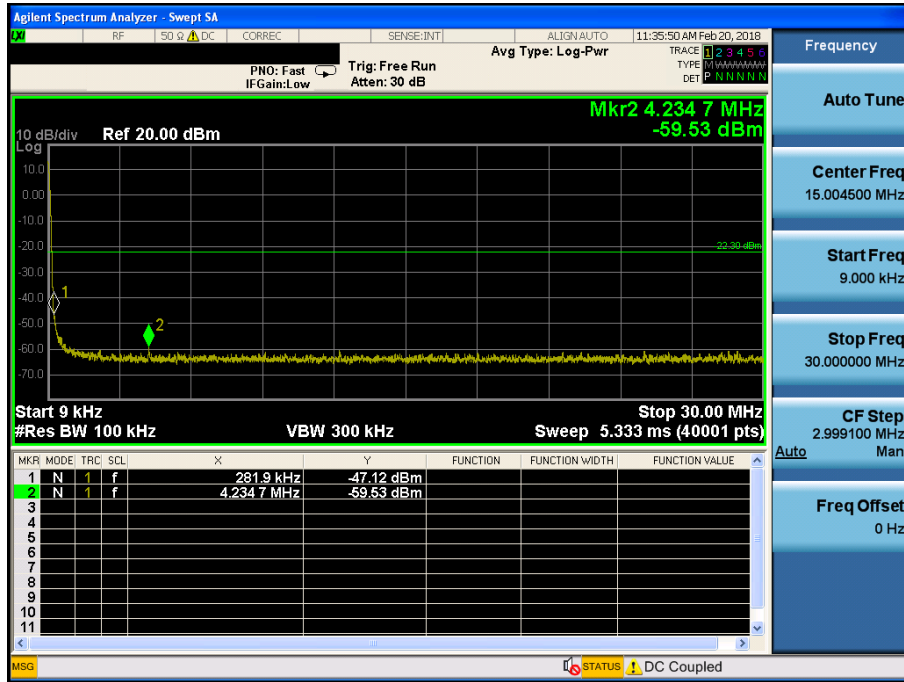 Agilent Spectrum Analyzer - Swept SA
LXI RF 50 Ω DC CORREC SENSE:INT ALIGN AUTO 11:35:50 AM Feb 20, 2018
Avg Type: Log-Pwr
TRACE 1 2 3 4 5 6
TYPE M W W W W W
DET P N N N N N
PNO: Fast
IFGain:Low
Trig: Free Run
Atten: 30 dB
Mkr2 4.234 7 MHz
-59.53 dBm
10 dB/div Ref 20.00 dBm
Log
10.0
0.00
-10.0
-20.0
-22.30 dBm
-30.0
-40.0
-50.0
-60.0
-70.0
1
2
Start 9 kHz Stop 30.00 MHz
#Res BW 100 kHz VBW 300 kHz Sweep 5.333 ms (40001 pts)
MKR MODE TRC SCL X Y FUNCTION FUNCTION WIDTH FUNCTION VALUE
1 N 1 f 281.9 kHz -47.12 dBm
2 N 1 f 4.234 7 MHz -59.53 dBm
3
4
5
6
7
8
9
10
11
MSG STATUS DC Coupled
Frequency
Auto Tune
Center Freq
15.004500 MHz
Start Freq
9.000 kHz
Stop Freq
30.000000 MHz
CF Step
2.999100 MHz
Auto Man
Freq Offset
0 Hz